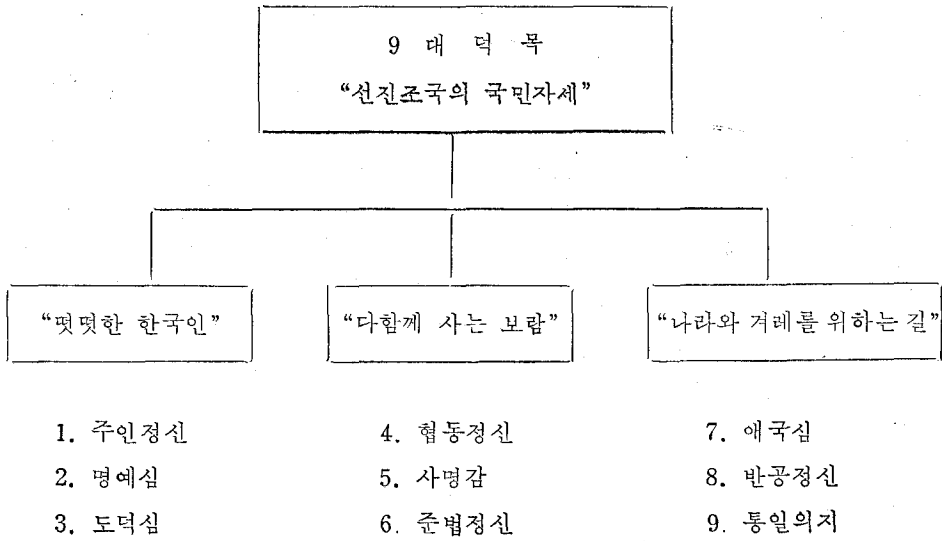 9 대 덕 목
“선진조국의 국민자세”
“떳떳한 한국인”
“다함께 사는 보람”
“나라와 겨레를 위하는 길”
1. 주인정신
2. 명예심
3. 도덕심
4. 협동정신
5. 사명감
6. 준법정신
7. 애국심
8. 반공정신
9. 통일의지